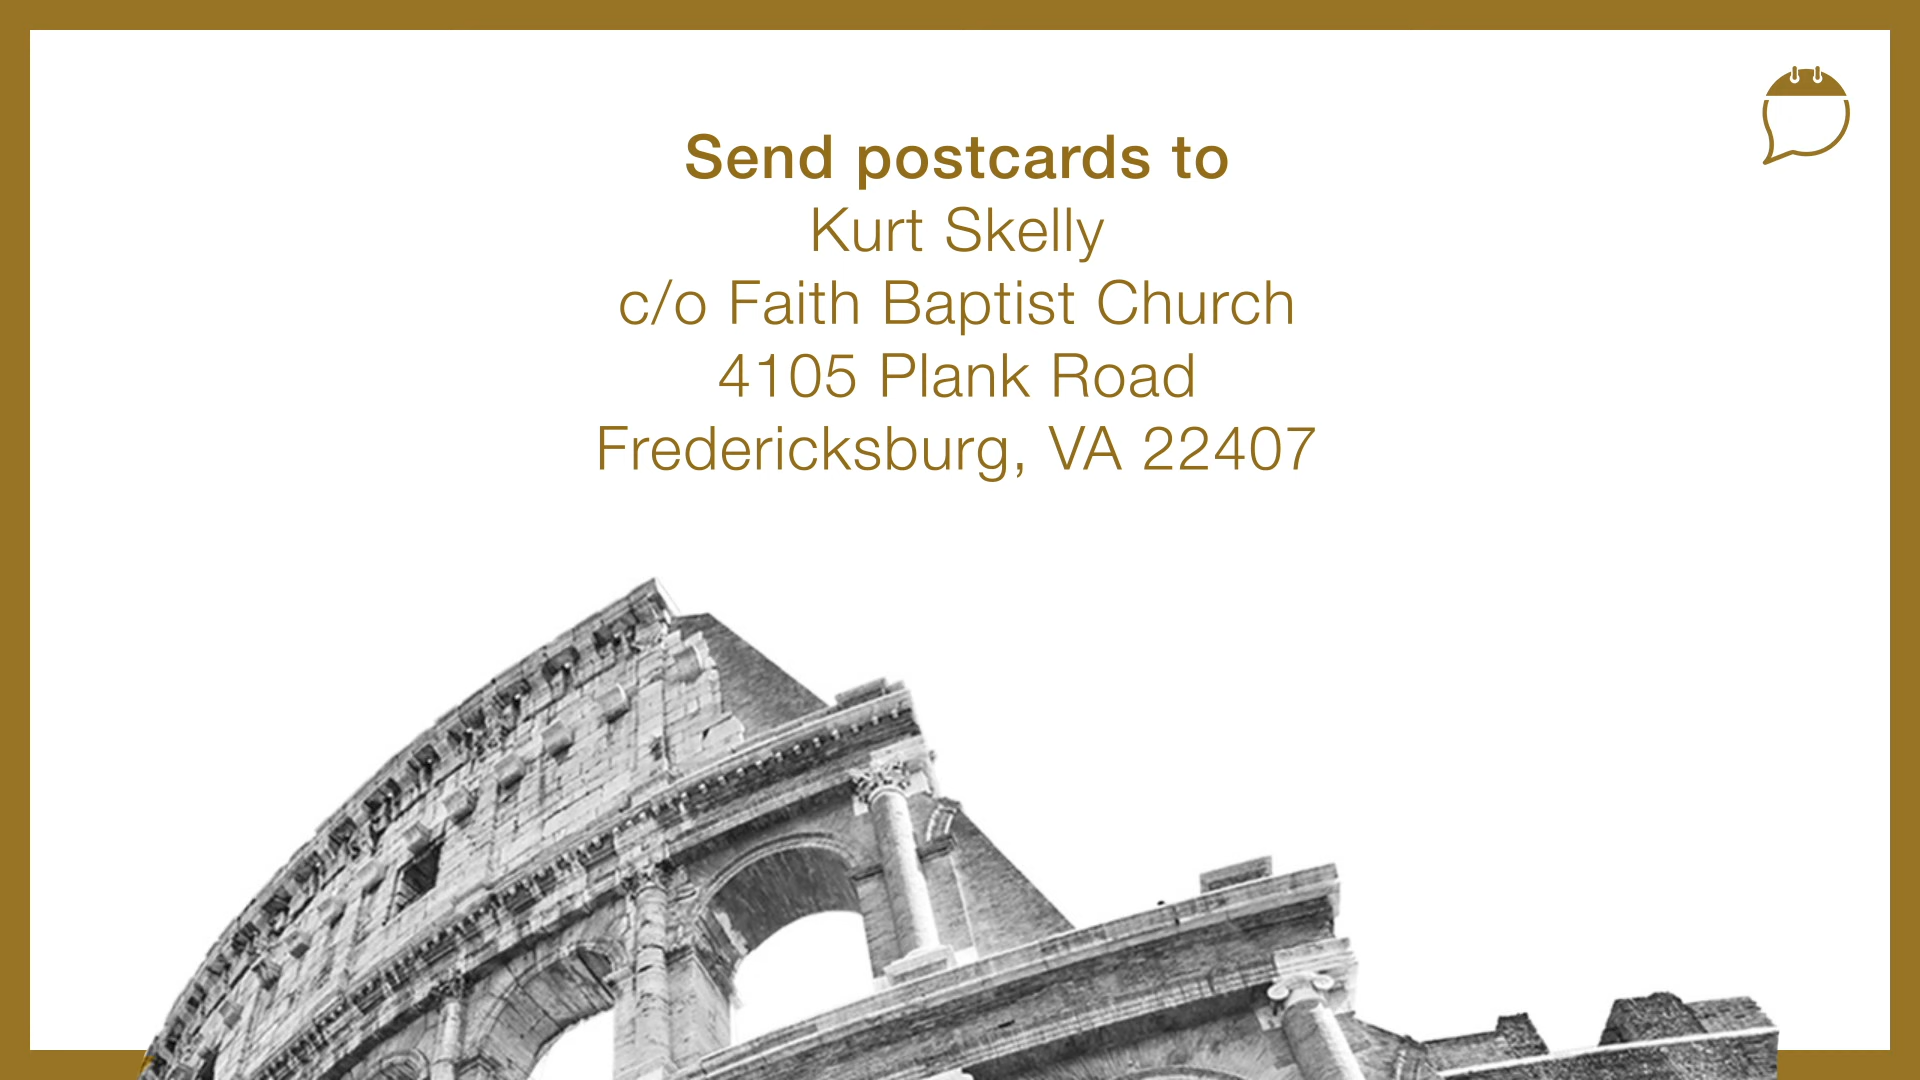 Send postcards to
Kurt Skelly
c/o Faith Baptist Church
4105 Plank Road
Fredericksburg, VA 22407